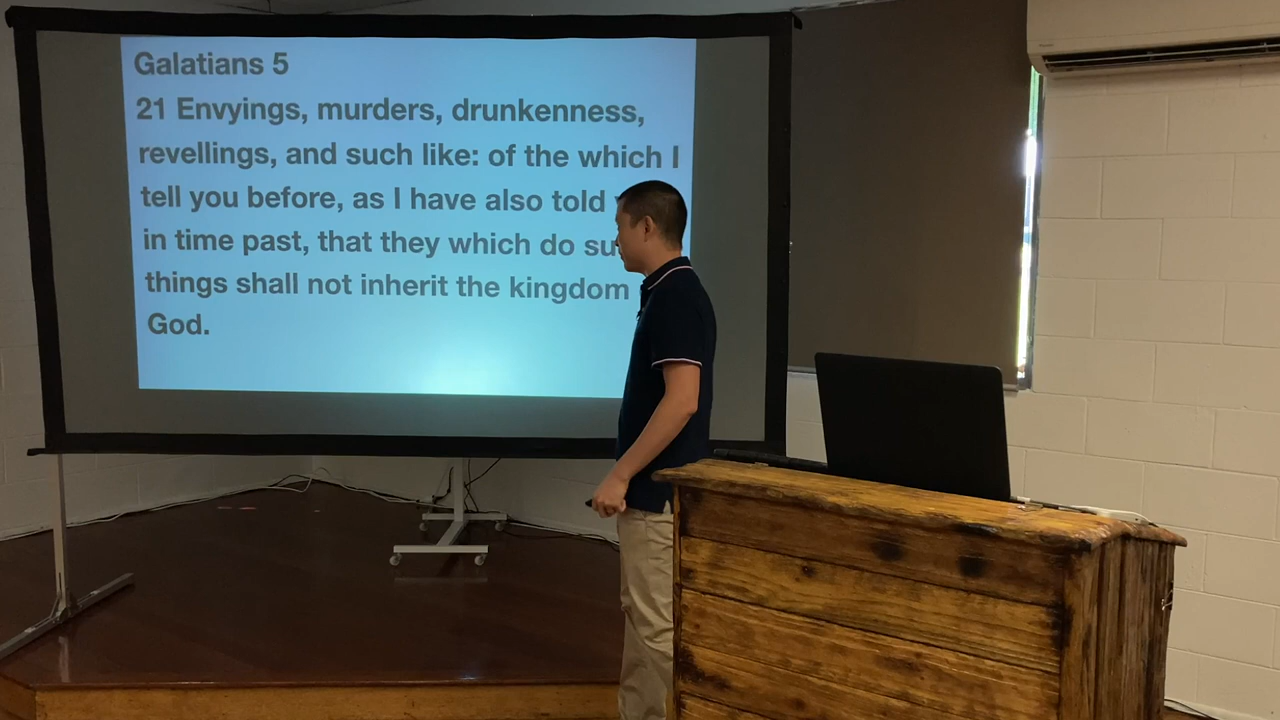 Galatians 5
21 Envyings, murders, drunkenness,
revellings, and such like: of the which I
tell you before, as I have also told
in time past, that they which do su
things shall not inherit the kingdom
God.